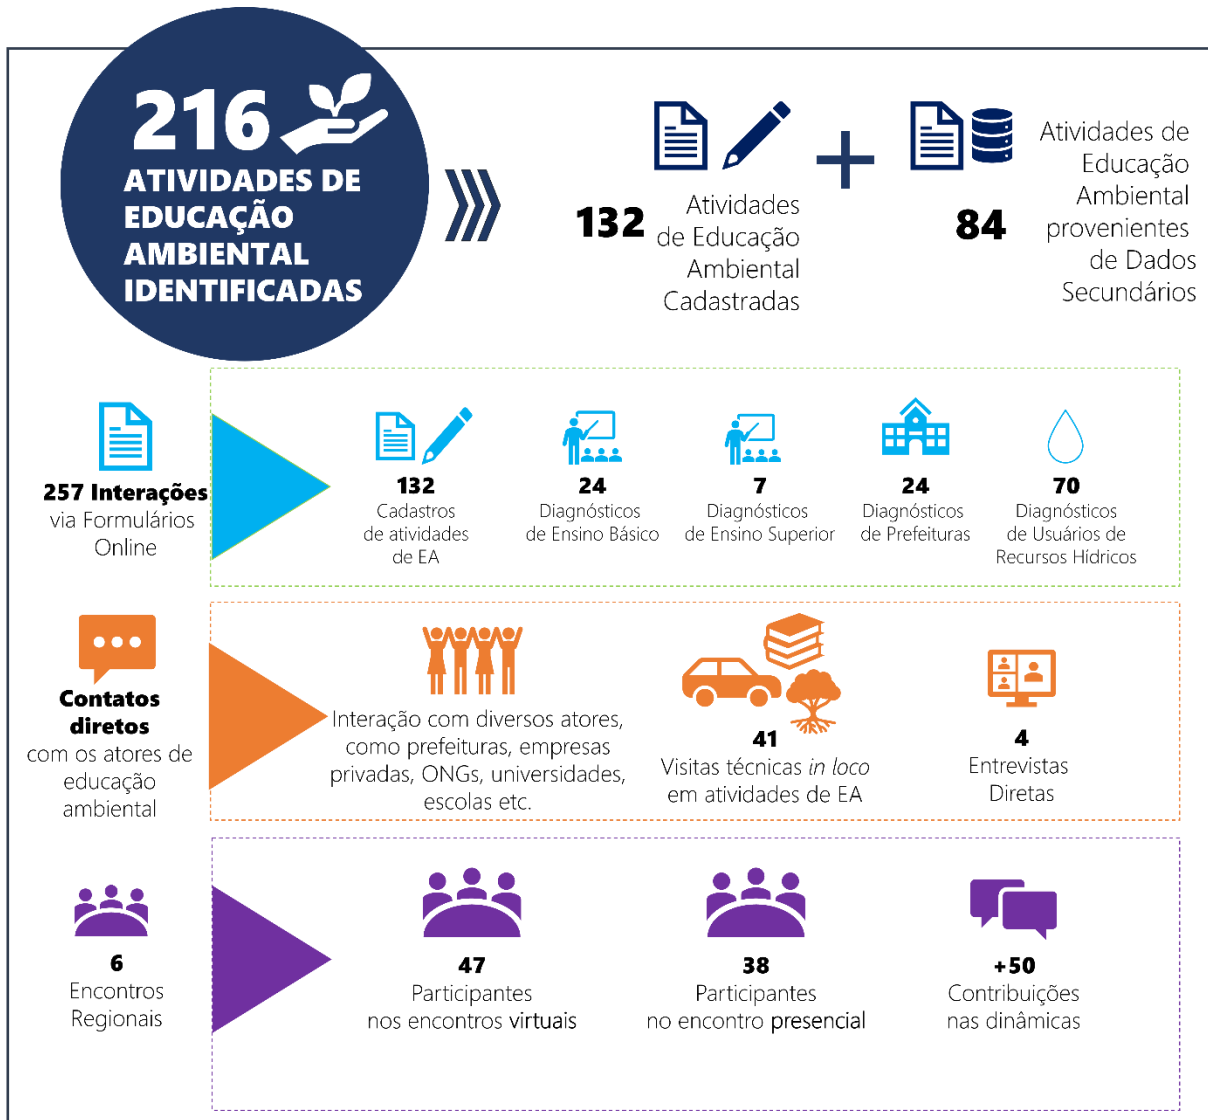 216
ATIVIDADES DE
EDUCAÇÃO
AMBIENTAL
IDENTIFICADAS
132
Atividades
de Educação
Ambiental
Cadastradas
84
Atividades de
Educação
Ambiental
provenientes
de Dados
Secundários
257 Interações
via Formulários
Online
132
Cadastros
de atividades
de EA
24
Diagnósticos
de Ensino Básico
7
Diagnósticos
de Ensino Superior
24
Diagnósticos
de Prefeituras
70
Diagnósticos
de Usuários de
Recursos Hídricos
Contatos
diretos
com os atores de
educação
ambiental
Interação com diversos atores,
como prefeituras, empresas
privadas, ONGs, universidades,
escolas etc.
41
Visitas técnicas in loco
em atividades de EA
4
Entrevistas
Diretas
6
Encontros
Regionais
47
Participantes
nos encontros virtuais
38
Participantes
no encontro presencial
+50
Contribuições
nas dinâmicas